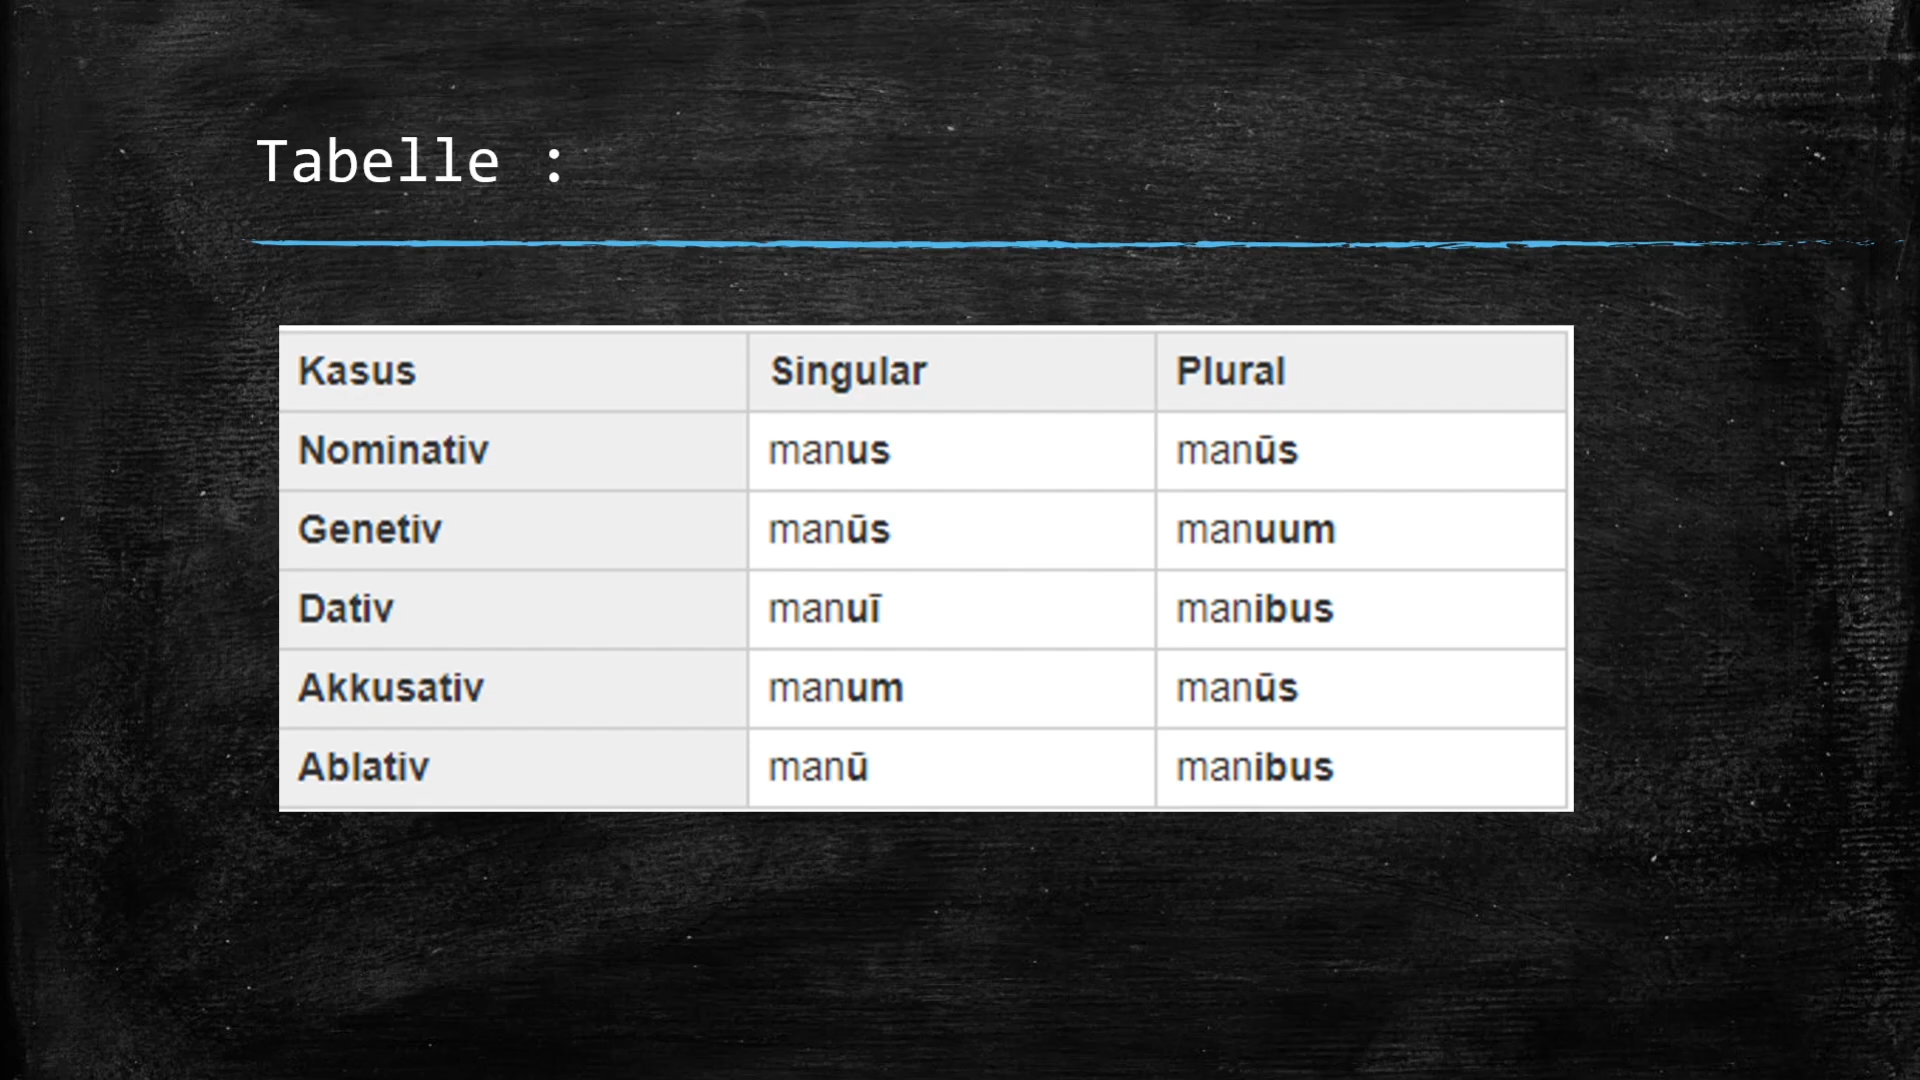 Tabelle :
Kasus Singular Plural
Nominativ manus manūs
Genetiv manūs manuum
Dativ manuī manibus
Akkusativ manum manūs
Ablativ manū manibus